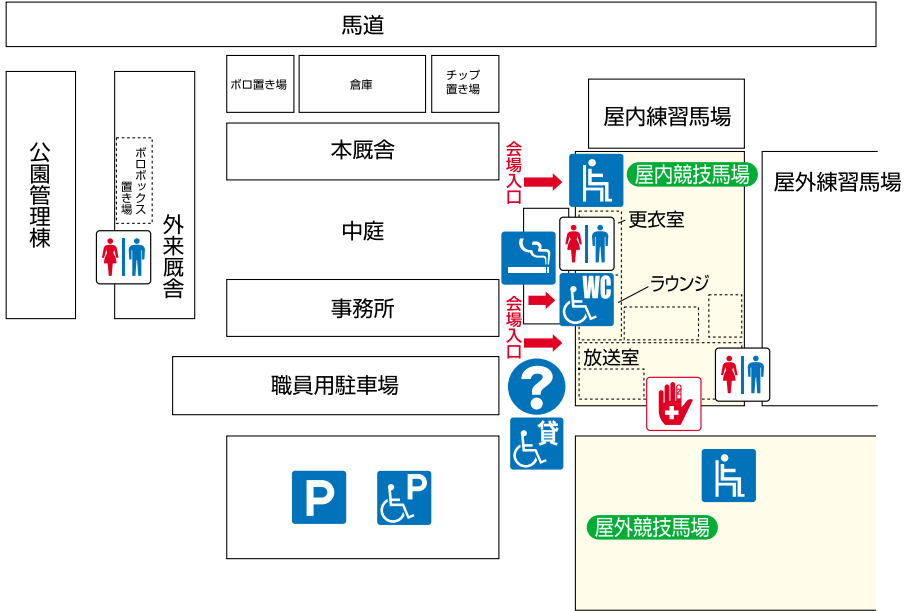 馬道
ボロ置き場
倉庫
チップ
置き場
屋内練習馬場
公園管理棟
ボロボックス
置き場
外来厩舎
本厩舎
会場入口
屋内競技馬場
屋外練習馬場
中庭
更衣室
WC
ラウンジ
事務所
会場入口
放送室
職員用駐車場
?
貸
P
P
屋外競技馬場